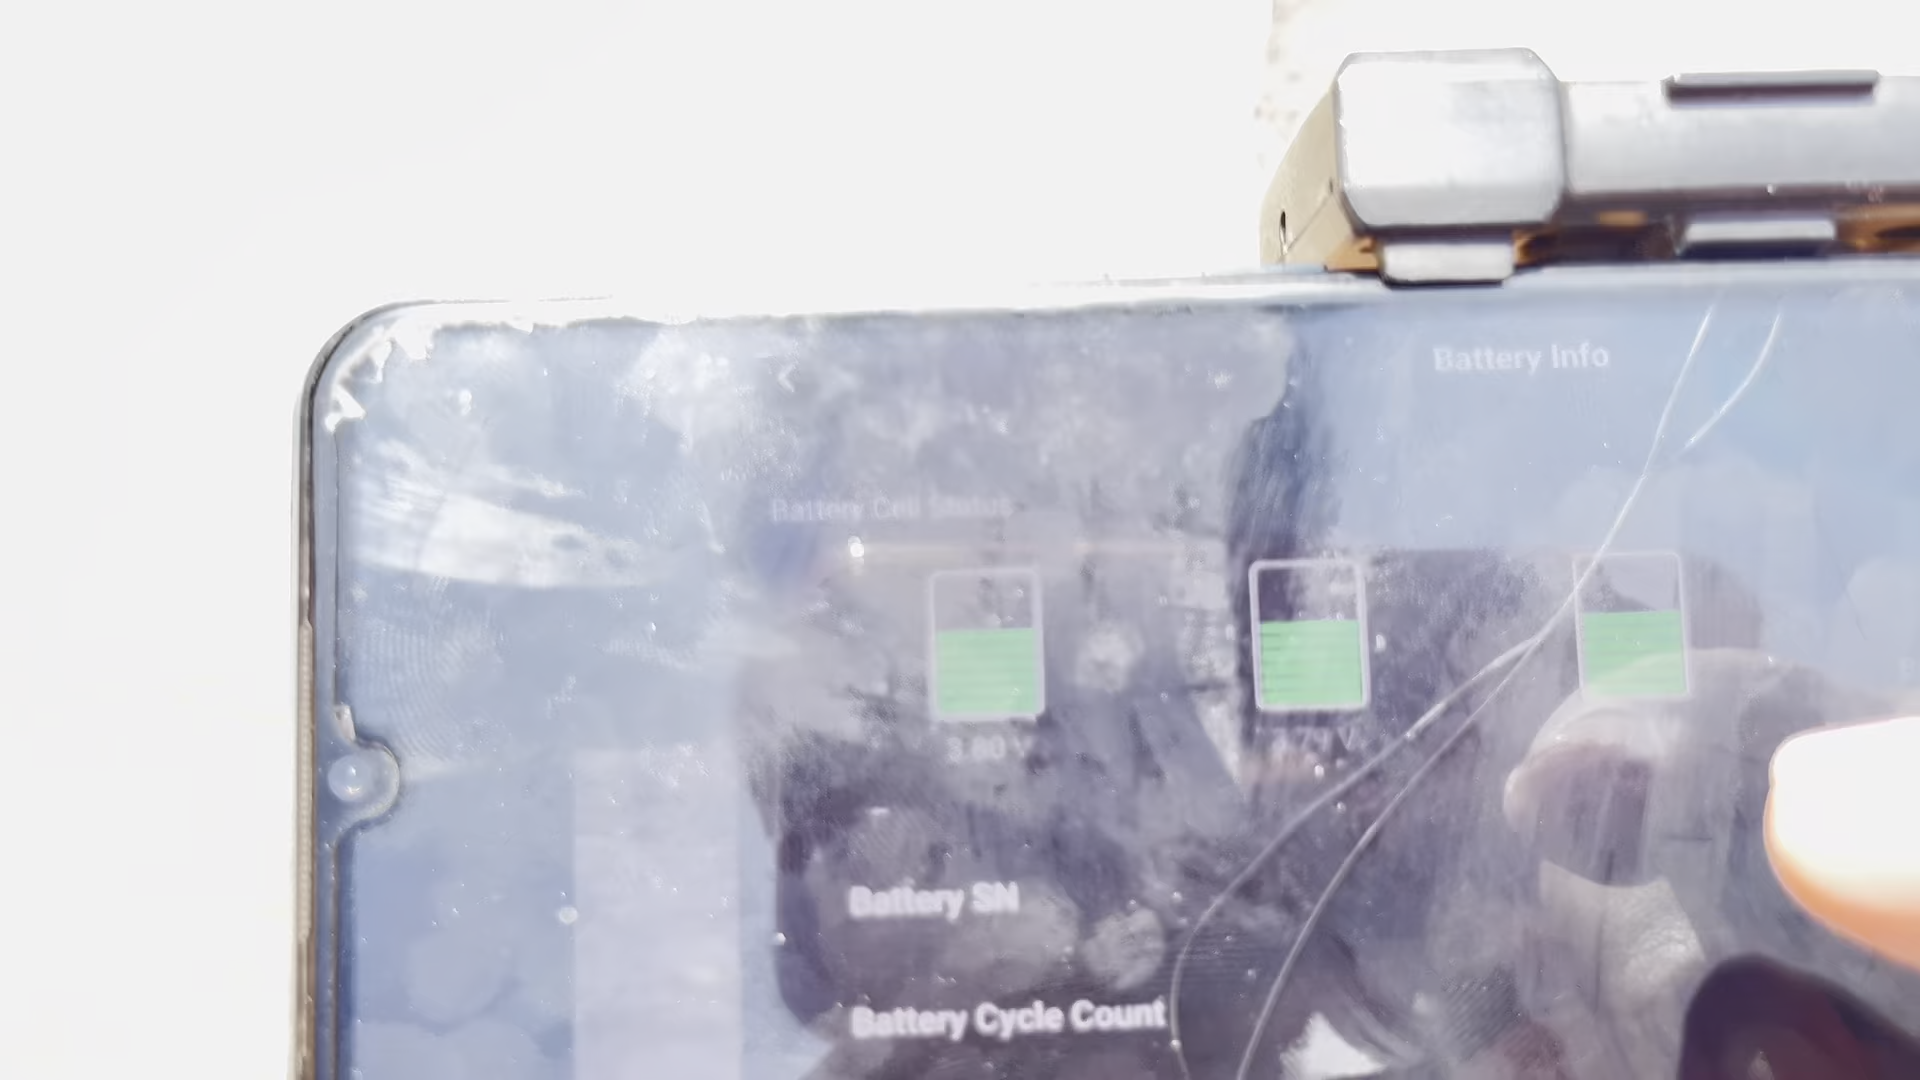 Battery Info
Battery Cell Status
3.80 V
Battery SN
Battery Cycle Count